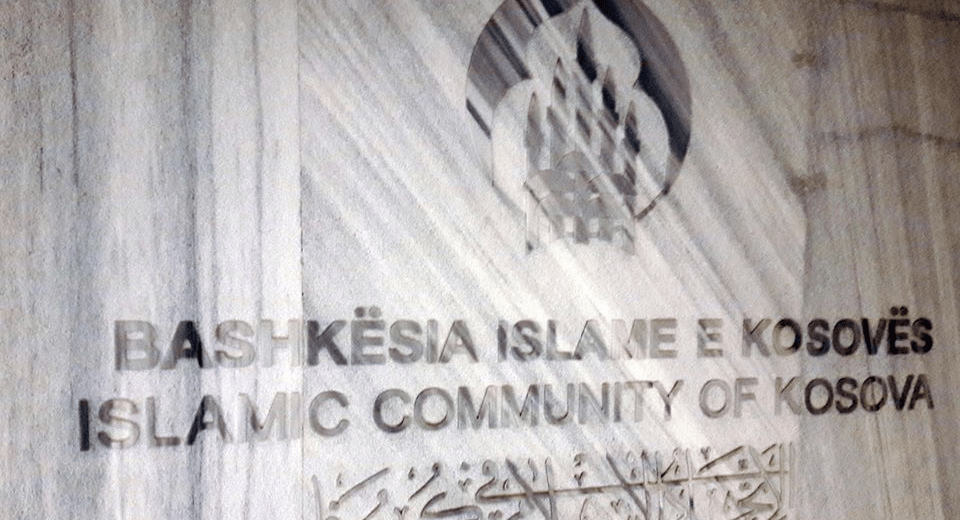 BASHKËSIA ISLAME E KOSOVËS
ISLAMIC COMMUNITY OF KOSOVA